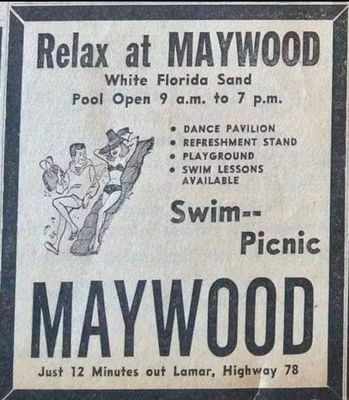 Relax at MAYWOOD
White Florida Sand
Pool Open 9 a.m. to 7 p.m.
• DANCE PAVILION
• REFRESHMENT STAND
• PLAYGROUND
• SWIM LESSONS
AVAILABLE
Swim--
Picnic
MAYWOOD
Just 12 Minutes out Lamar, Highway 78